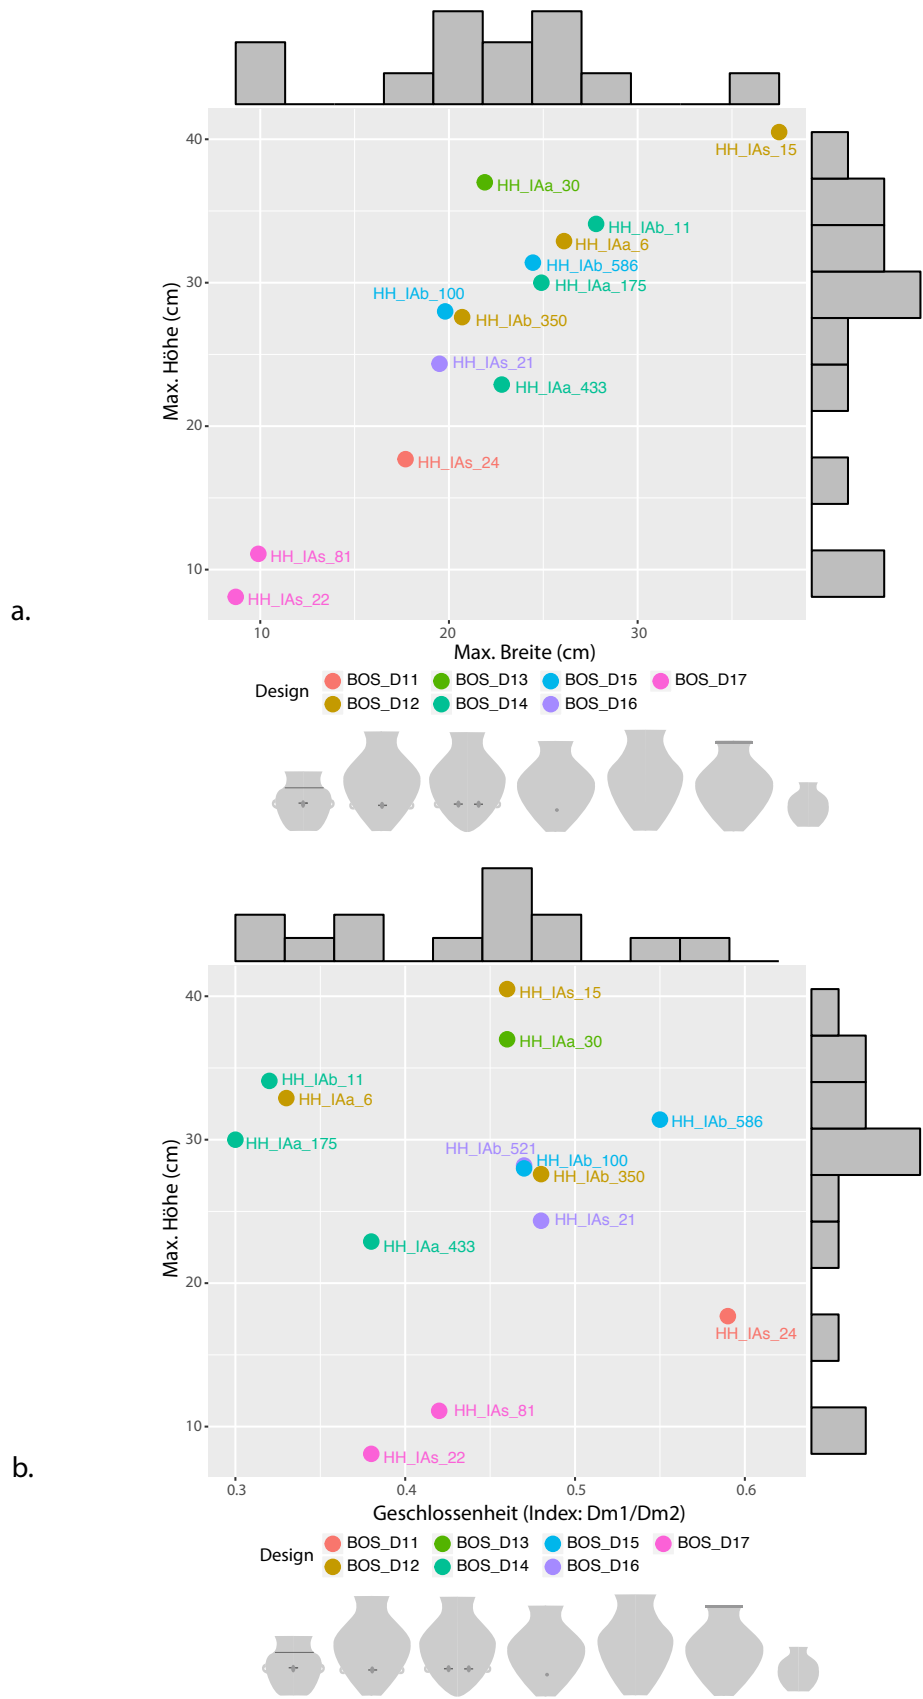 40
HH_IAs_15
HH_IAa_30
HH_IAb_11
HH_IAa_6
HH_IAb_586
30
HH_IAa_175
HH_IAb_100
HH_IAb_350
Max. Höhe (cm)
HH_IAs_21
HH_IAa_433
20
HH_IAs_24
10
HH_IAs_81
HH_IAs_22
a.
10 20 30
Max. Breite (cm)
Design BOS_D11 BOS_D13 BOS_D15 BOS_D17
BOS_D12 BOS_D14 BOS_D16
40
HH_IAs_15
HH_IAa_30
HH_IAb_11
HH_IAa_6
HH_IAb_586
30
HH_IAa_175
HH_IAb_521
HH_IAb_100
HH_IAb_350
Max. Höhe (cm)
HH_IAs_21
HH_IAa_433
20
HH_IAs_24
10
HH_IAs_81
HH_IAs_22
b.
0.3 0.4 0.5 0.6
Geschlossenheit (Index: Dm1/Dm2)
Design BOS_D11 BOS_D13 BOS_D15 BOS_D17
BOS_D12 BOS_D14 BOS_D16